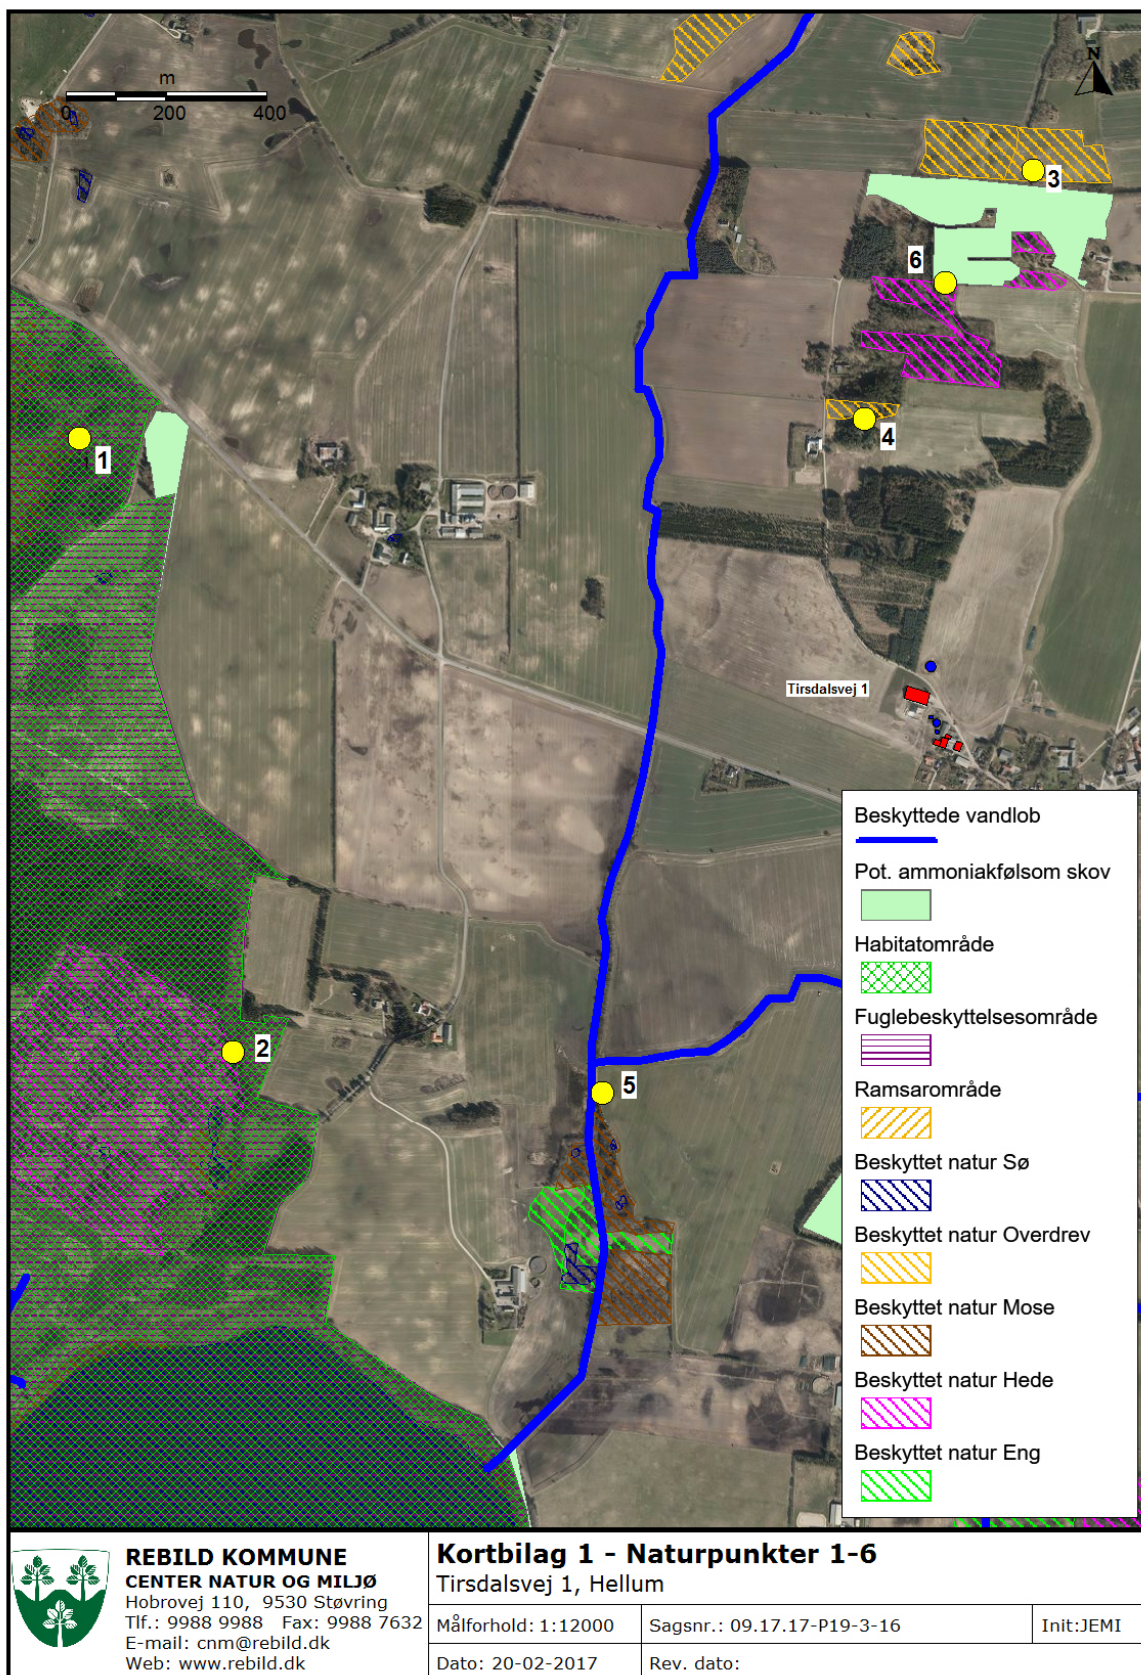 m
0 200 400
N
3
6
4
1
Tirsdalsvej 1
2
5
Beskyttede vandlob
Pot. ammoniakfølsom skov
Habitatområde
Fuglebeskyttelsesområde
Ramsarområde
Beskyttet natur Sø
Beskyttet natur Overdrev
Beskyttet natur Mose
Beskyttet natur Hede
Beskyttet natur Eng
REBILD KOMMUNE
CENTER NATUR OG MILJØ
Hobrovej 110, 9530 Støvring
Tlf.: 9988 9988 Fax: 9988 7632
E-mail: cnm@rebild.dk
Web: www.rebild.dk
Kortbilag 1 - Naturpunkter 1-6
Tirsdalsvej 1, Hellum
Målforhold: 1:12000 Sagsnr.: 09.17.17-P19-3-16 Init:JEMI
Dato: 20-02-2017 Rev. dato: